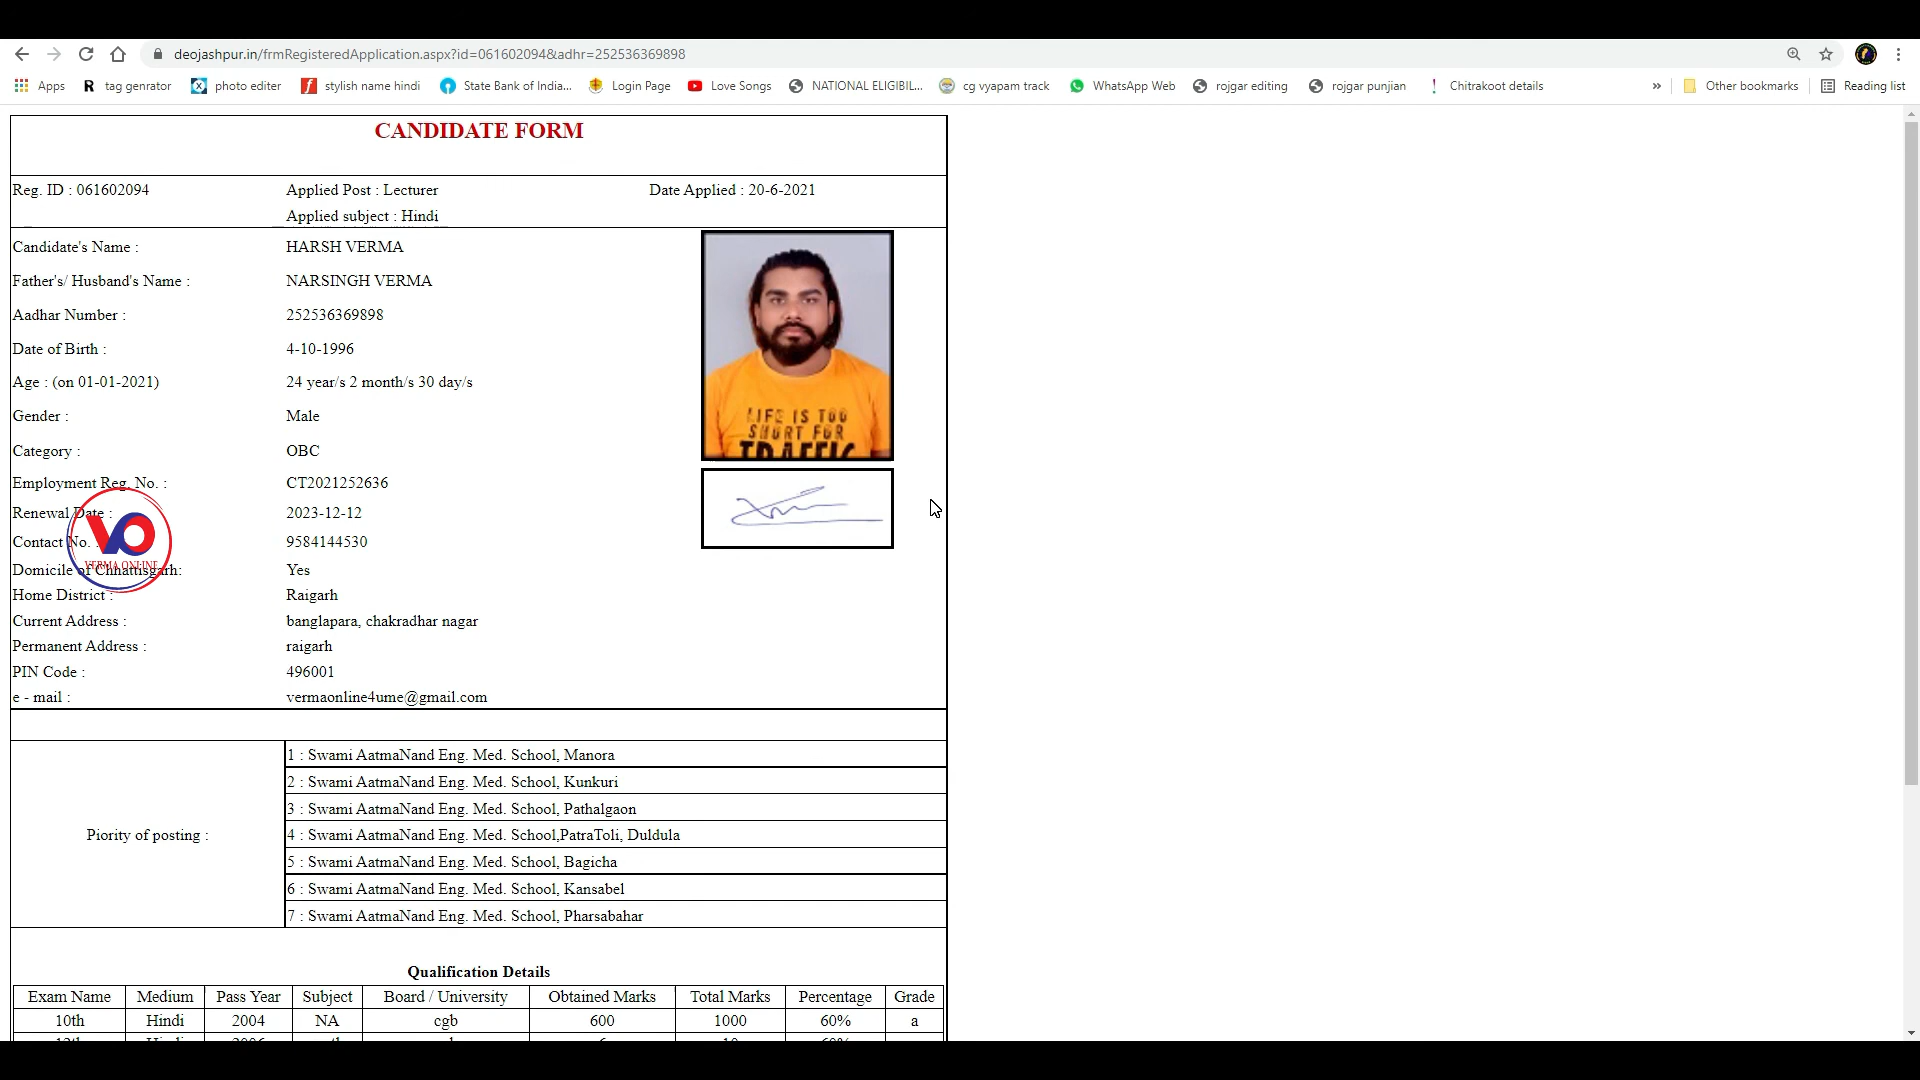 deojashpur.in/frmRegisteredApplication.aspx?id=061602094&adhr=252536369898
Apps R tag genrator photo editer stylish name hindi State Bank of India... Login Page Love Songs NATIONAL ELIGIBIL... cg vyapam track WhatsApp Web rojgar editing rojgar punjian Chitrakoot details » Other bookmarks Reading list
CANDIDATE FORM
Reg. ID : 061602094 Applied Post : Lecturer Date Applied : 20-6-2021
Applied subject : Hindi
Candidate's Name : HARSH VERMA
Father's/ Husband's Name : NARSINGH VERMA
Aadhar Number : 252536369898
Date of Birth : 4-10-1996
Age : (on 01-01-2021) 24 year/s 2 month/s 30 day/s
Gender : Male
Category : OBC
LIFE IS TOO
SHORT FOR
TRAFFIC
Employment Reg. No. : CT2021252636
Renewal Date : 2023-12-12
Contact No. : 9584144530
VERMA ONLINE
Domicile of Chhattisgarh: Yes
Home District : Raigarh
Current Address : banglapara, chakradhar nagar
Permanent Address : raigarh
PIN Code : 496001
e - mail : vermaonline4ume@gmail.com
Piority of posting :
1 : Swami AatmaNand Eng. Med. School, Manora
2 : Swami AatmaNand Eng. Med. School, Kunkuri
3 : Swami AatmaNand Eng. Med. School, Pathalgaon
4 : Swami AatmaNand Eng. Med. School,PatraToli, Duldula
5 : Swami AatmaNand Eng. Med. School, Bagicha
6 : Swami AatmaNand Eng. Med. School, Kansabel
7 : Swami AatmaNand Eng. Med. School, Pharsabahar
Qualification Details
Exam Name Medium Pass Year Subject Board / University Obtained Marks Total Marks Percentage Grade
10th Hindi 2004 NA cgb 600 1000 60% a